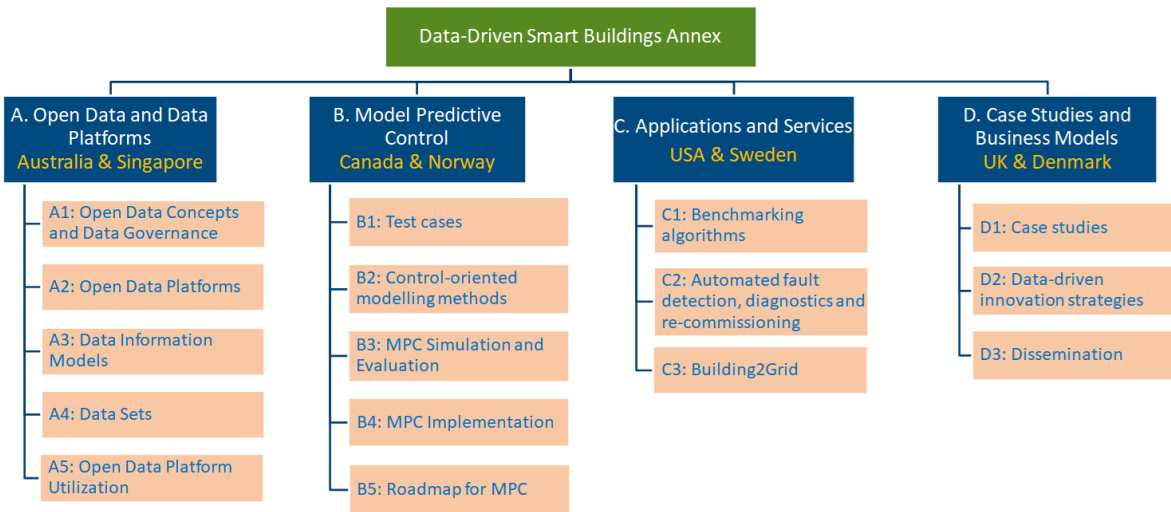 Data-Driven Smart Buildings Annex
A. Open Data and Data
Platforms
Australia & Singapore
A1: Open Data Concepts
and Data Governance
A2: Open Data Platforms
A3: Data Information
Models
A4: Data Sets
A5: Open Data Platform
Utilization
B. Model Predictive
Control
Canada & Norway
B1: Test cases
B2: Control-oriented
modelling methods
B3: MPC Simulation and
Evaluation
B4: MPC Implementation
B5: Roadmap for MPC
C. Applications and Services
USA & Sweden
C1: Benchmarking
algorithms
C2: Automated fault
detection, diagnostics and
re-commissioning
C3: Building2Grid
D. Case Studies and
Business Models
UK & Denmark
D1: Case studies
D2: Data-driven
innovation strategies
D3: Dissemination